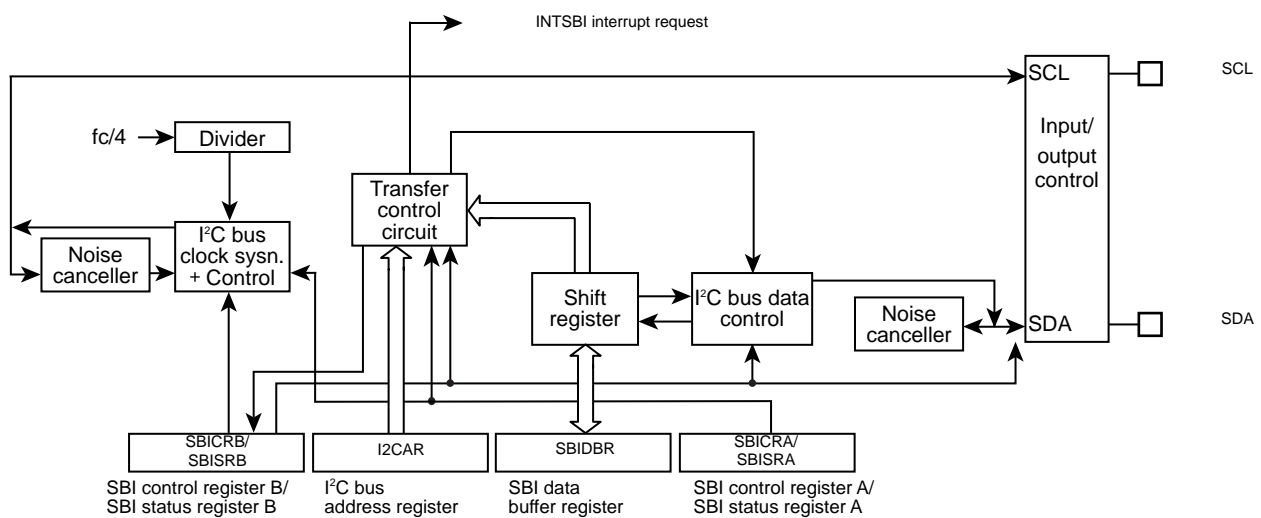 INTSBI interrupt request
SCL
SCL
fc/4
Divider
Input/
output
control
Transfer
control
circuit
I²C bus
clock sysn.
+ Control
Noise
canceller
Shift
register
I²C bus data
control
Noise
canceller
SDA
SDA
SBICRB/
SBISRB
I2CAR
SBIDBR
SBICRA/
SBISRA
SBI control register B/
SBI status register B
I²C bus
address register
SBI data
buffer register
SBI control register A/
SBI status register A